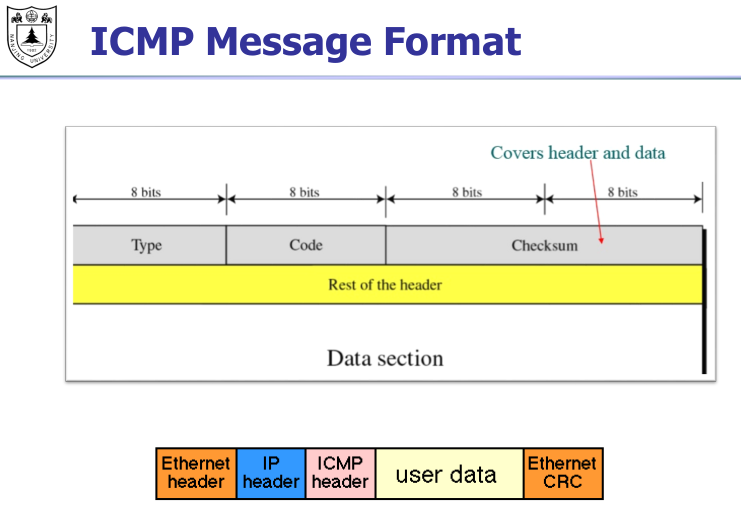 NANJING UNIVERSITY
1902
ICMP Message Format
Covers header and data
8 bits 8 bits 8 bits 8 bits
Type Code Checksum
Rest of the header
Data section
Ethernet header
IP header
ICMP header
user data
Ethernet CRC